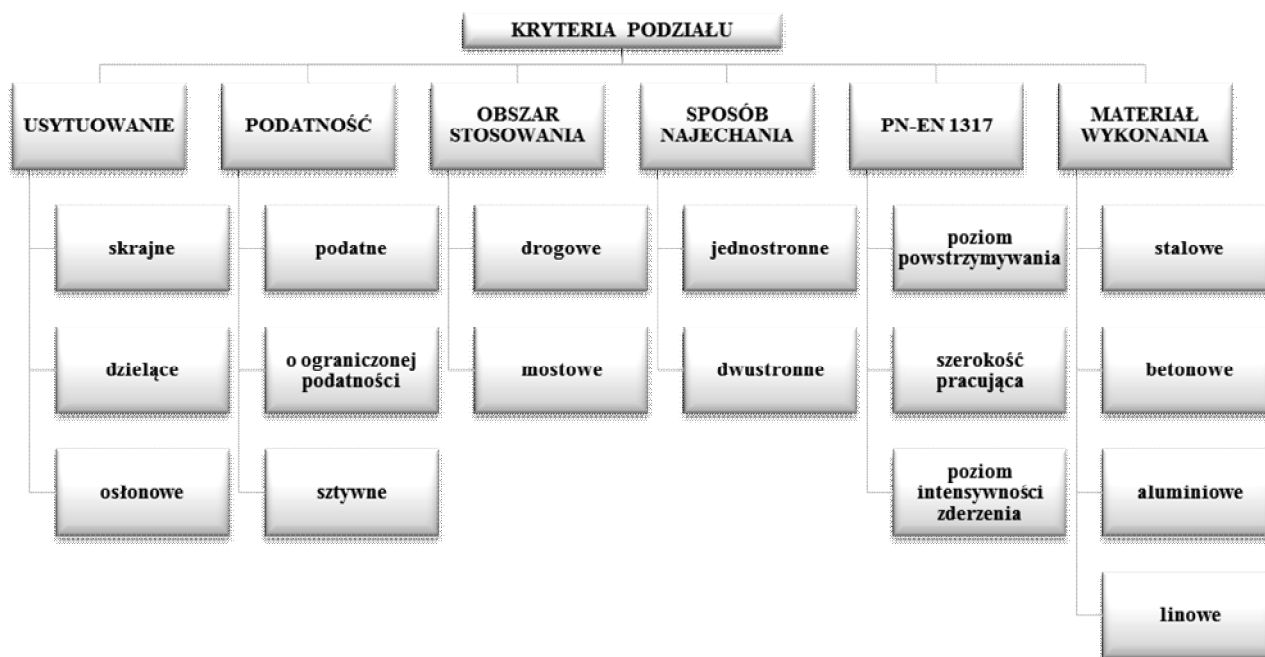 KRYTERIA PODZIAŁU
USYTUOWANIE
skrajne
dzielące
osłonowe
PODATNOŚĆ
podatne
o ograniczonej
podatności
sztywne
OBSZAR
STOSOWANIA
drogowe
mostowe
SPOSÓB
NAJECHANIA
jednostronne
dwustronne
PN-EN 1317
poziom
powstrzymywania
szerokość
pracująca
poziom
intensywności
zderzenia
MATERIAŁ
WYKONANIA
stalowe
betonowe
aluminiowe
linowe